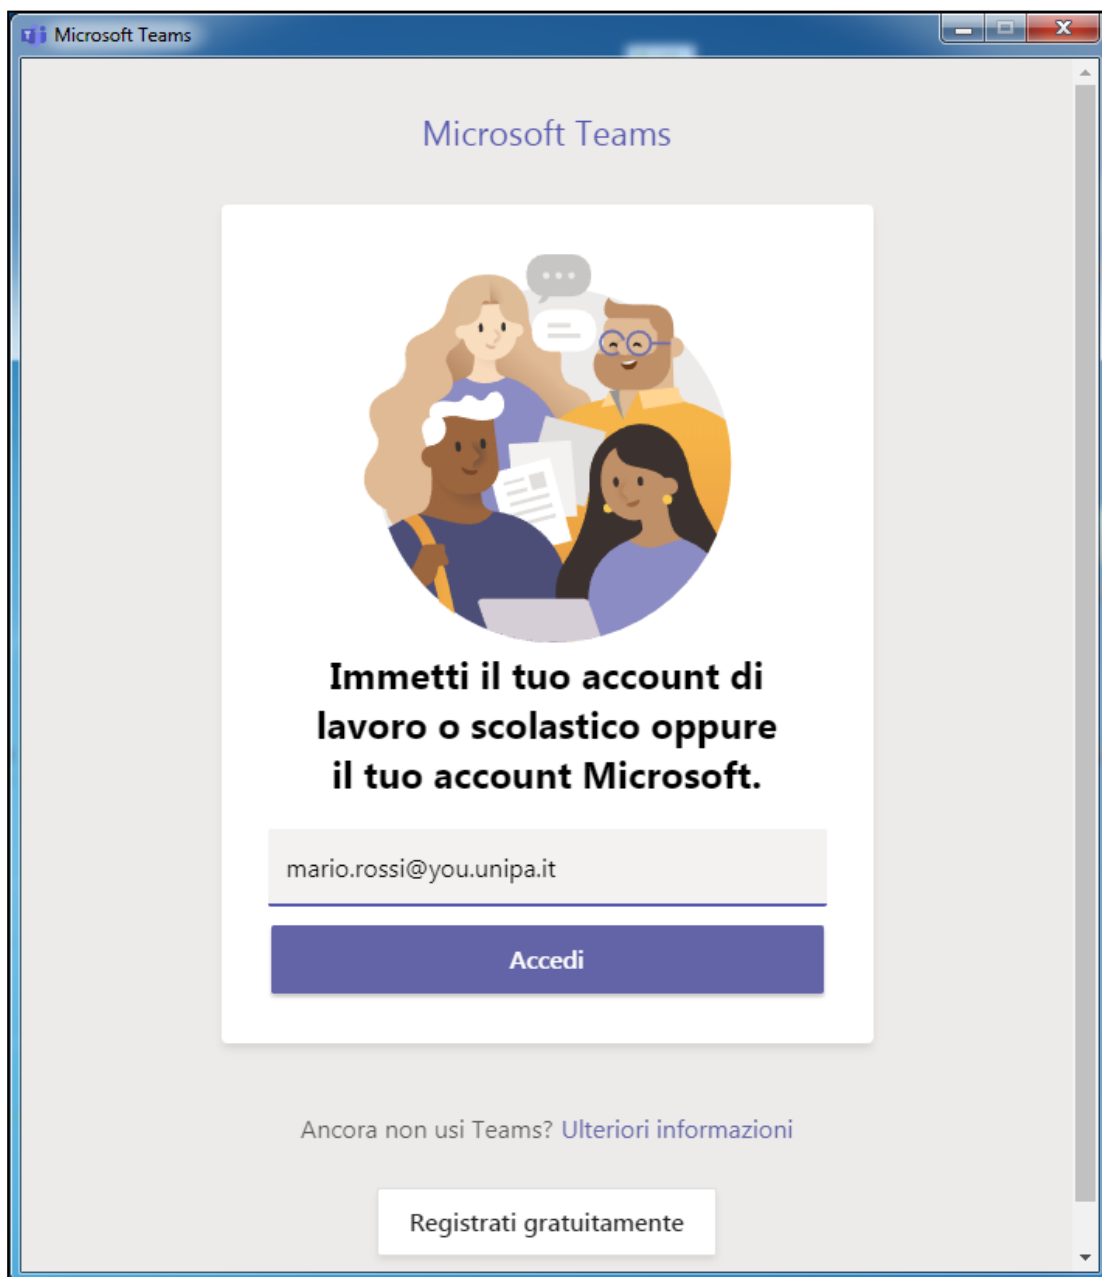 Microsoft Teams
Microsoft Teams
Immetti il tuo account di
lavoro o scolastico oppure
il tuo account Microsoft.
mario.rossi@you.unipa.it
Accedi
Ancora non usi Teams? Ulteriori informazioni
Registrati gratuitamente